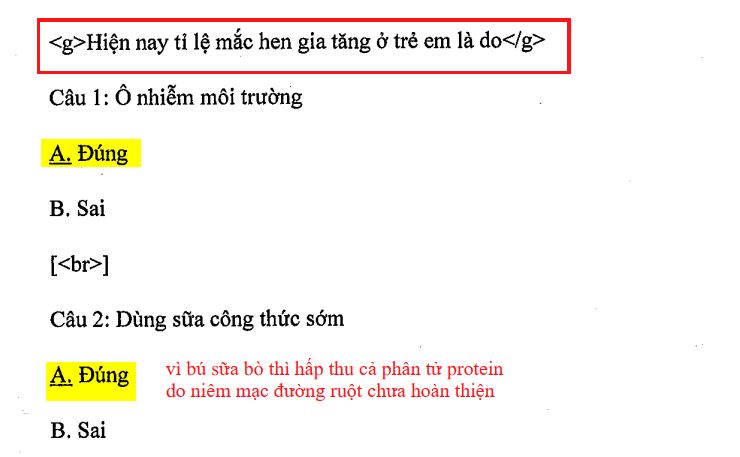 <g>Hiện nay tỉ lệ mắc hen gia tăng ở trẻ em là do</g>
Câu 1: Ô nhiễm môi trường
A. Đúng
B. Sai
[<br>]
Câu 2: Dùng sữa công thức sớm
A. Đúng
vì bú sữa bò thì hấp thu cả phân tử protein
do niêm mạc đường ruột chưa hoàn thiện
B. Sai